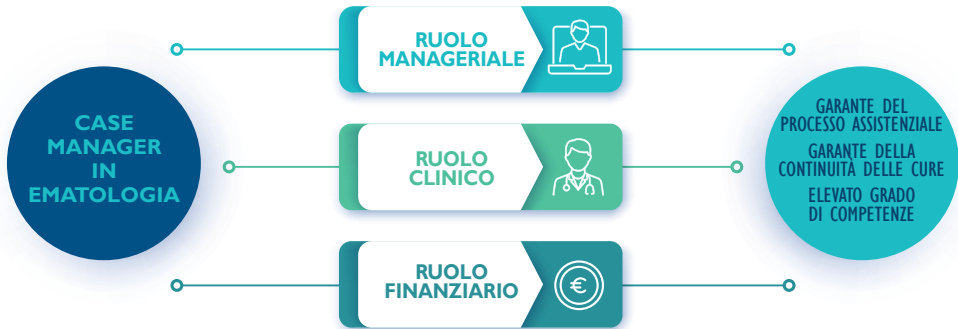 CASE
MANAGER
IN
EMATOLOGIA
RUOLO
MANAGERIALE
RUOLO
CLINICO
RUOLO
FINANZIARIO
€
GARANTE DEL
PROCESSO ASSISTENZIALE
GARANTE DELLA
CONTINUITÀ DELLE CURE
ELEVATO GRADO
DI COMPETENZE